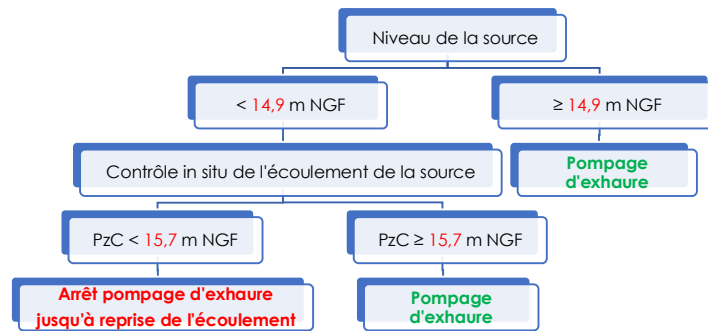 Niveau de la source
< 14,9 m NGF
≥ 14,9 m NGF
Contrôle in situ de l'écoulement de la source
Pompage
d'exhaure
PzC < 15,7 m NGF
PzC ≥ 15,7 m NGF
Arrêt pompage d'exhaure
jusqu'à reprise de l'écoulement
Pompage
d'exhaure